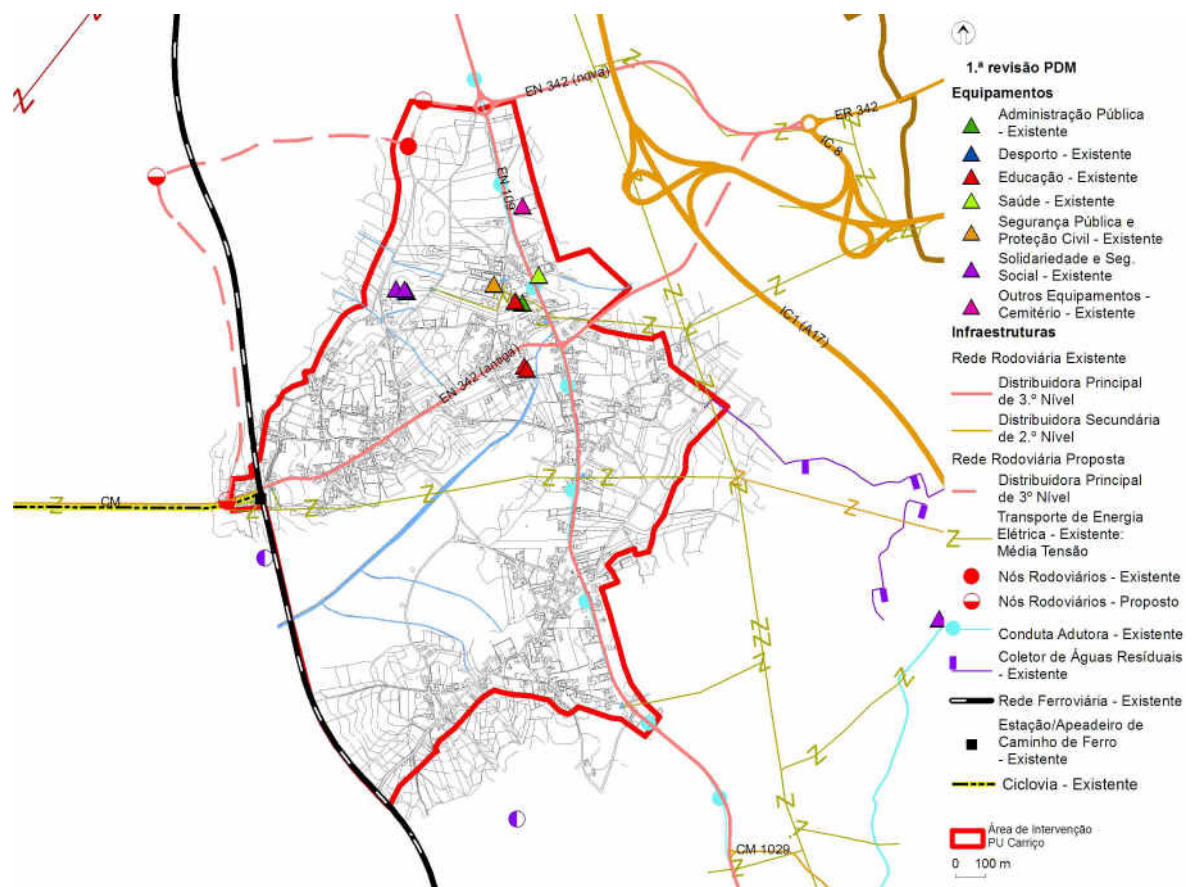 1.ª revisão PDM
Equipamentos
Administração Pública
- Existente
Desporto - Existente
Educação - Existente
Saúde - Existente
Segurança Pública e
Proteção Civil - Existente
Solidariedade e Seg.
Social - Existente
Outros Equipamentos -
Cemitério - Existente
Infraestruturas
Rede Rodoviária Existente
Distribuidora Principal
de 3.º Nível
Distribuidora Secundária
de 2.º Nível
Rede Rodoviária Proposta
Distribuidora Principal
de 3º Nível
Transporte de Energia
Elétrica - Existente:
Média Tensão
Nós Rodoviários - Existente
Nós Rodoviários - Proposto
Conduta Adutora - Existente
Coletor de Águas Resíduais
- Existente
Rede Ferroviária - Existente
Estação/Apeadeiro de
Caminho de Ferro
- Existente
Ciclovia - Existente
Área de Intervenção
PU Carriço
0 100 m
EN 342 (nova)
ER 342
IC 8
EN 109
IC1 (A17)
EN 342 (antiga)
CM
CM 1029